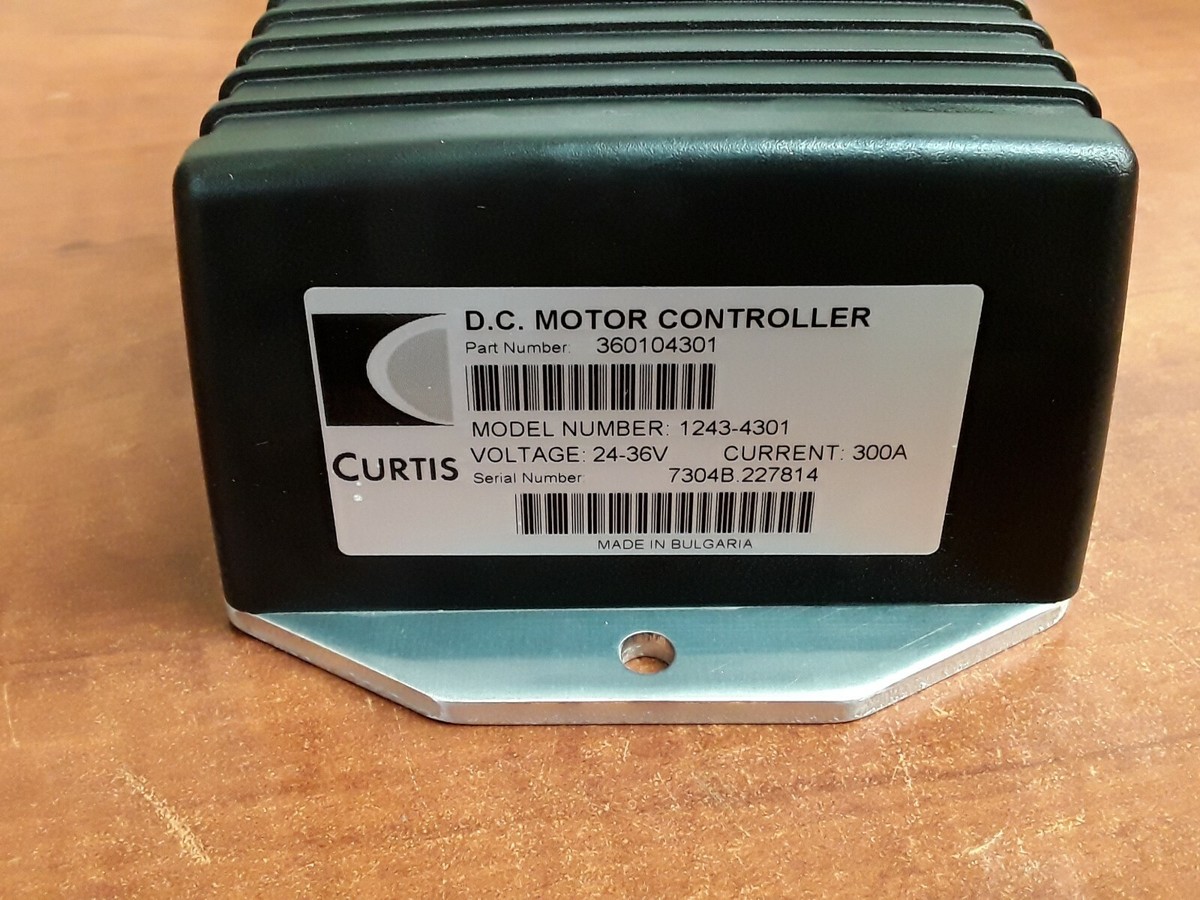 D.C. MOTOR CONTROLLER
Part Number: 360104301
MODEL NUMBER: 1243-4301
VOLTAGE: 24-36V CURRENT: 300A
CURTIS
Serial Number: 7304B.227814
MADE IN BULGARIA